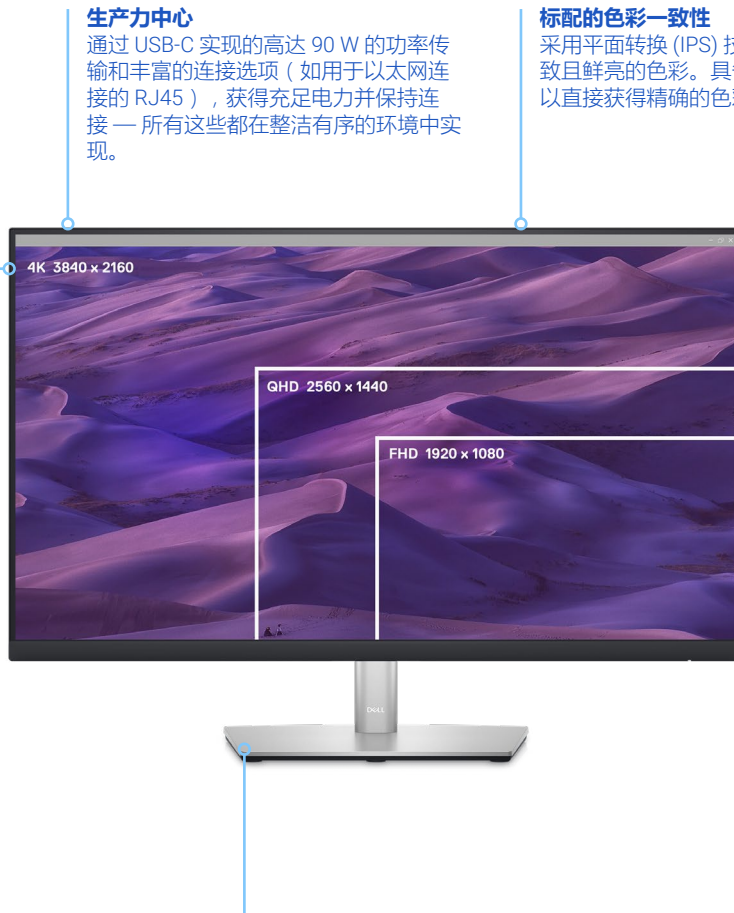 生产力中心
通过 USB-C 实现的高达 90 W 的功率传
输和丰富的连接选项（如用于以太网连
接的 RJ45），获得充足电力并保持连
接 — 所有这些都在整洁有序的环境中实
现。
标配的色彩一致性
采用平面转换 (IPS)
致且鲜亮的色彩。
以直接获得精确的色
4K 3840 x 2160
QHD 2560 x 1440
FHD 1920 x 1080
DELL